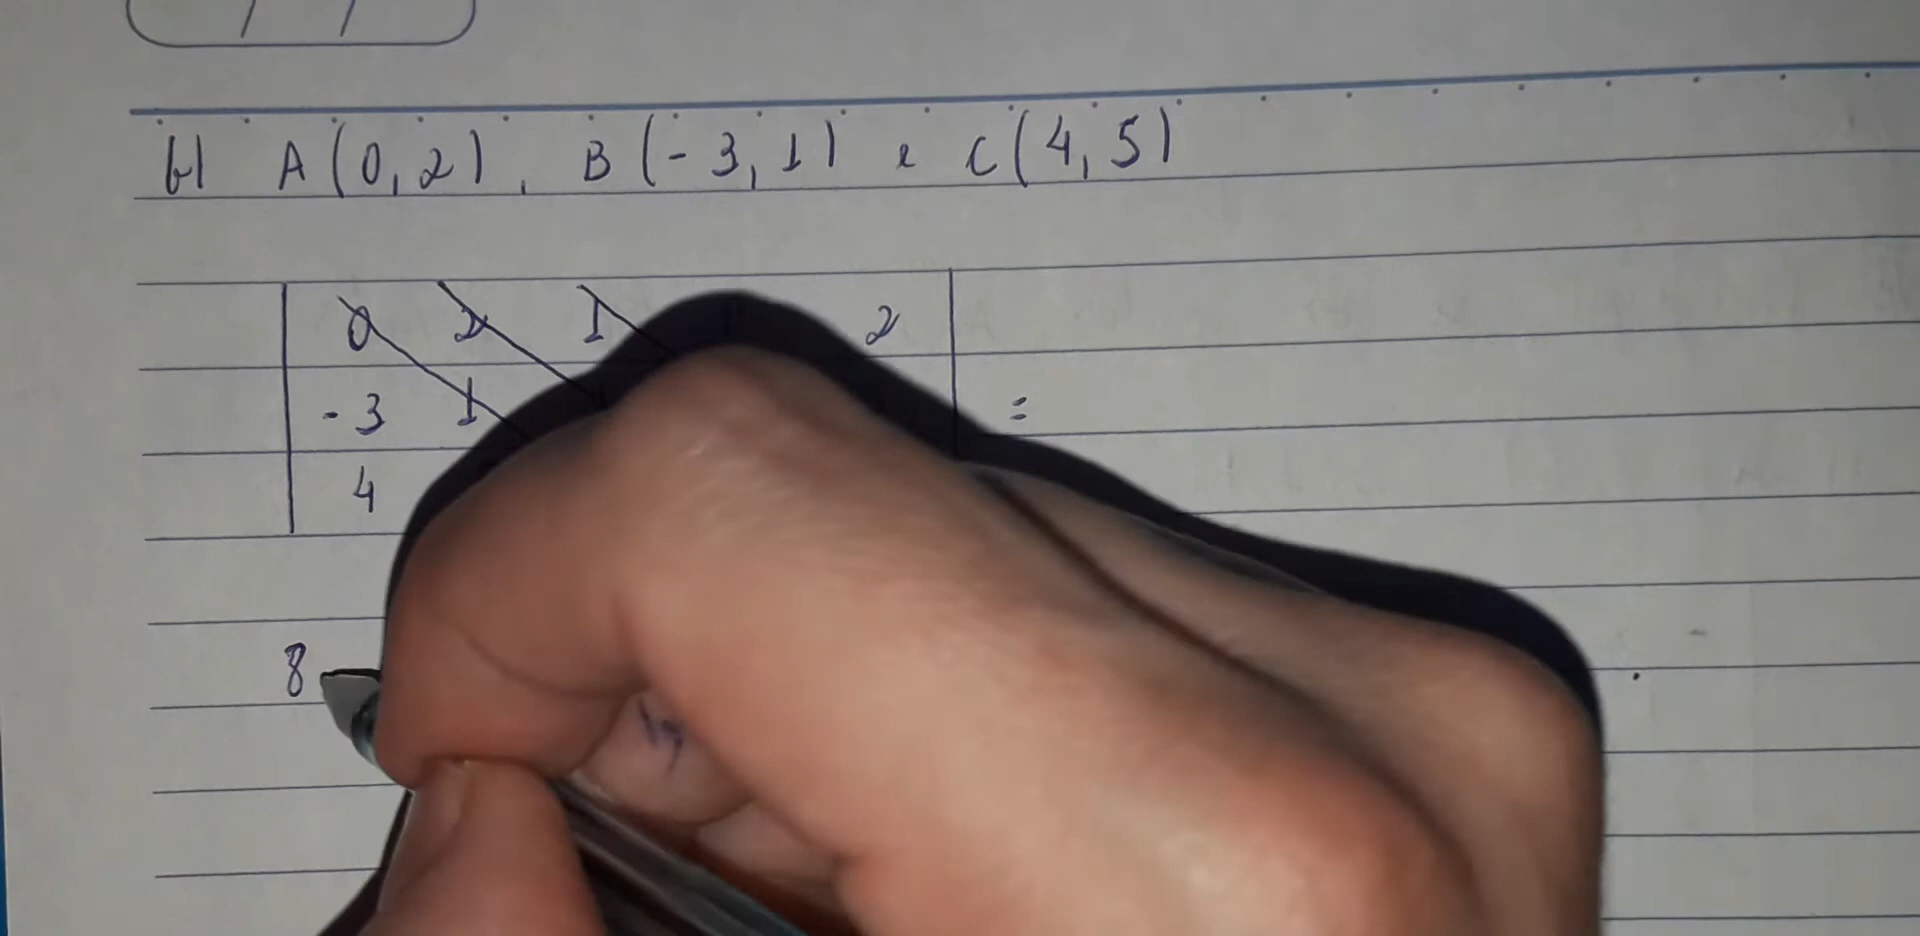 b) A(0,2), B(-3,1) e C(4,5)
0 2 1 2
-3 1 =
4
8